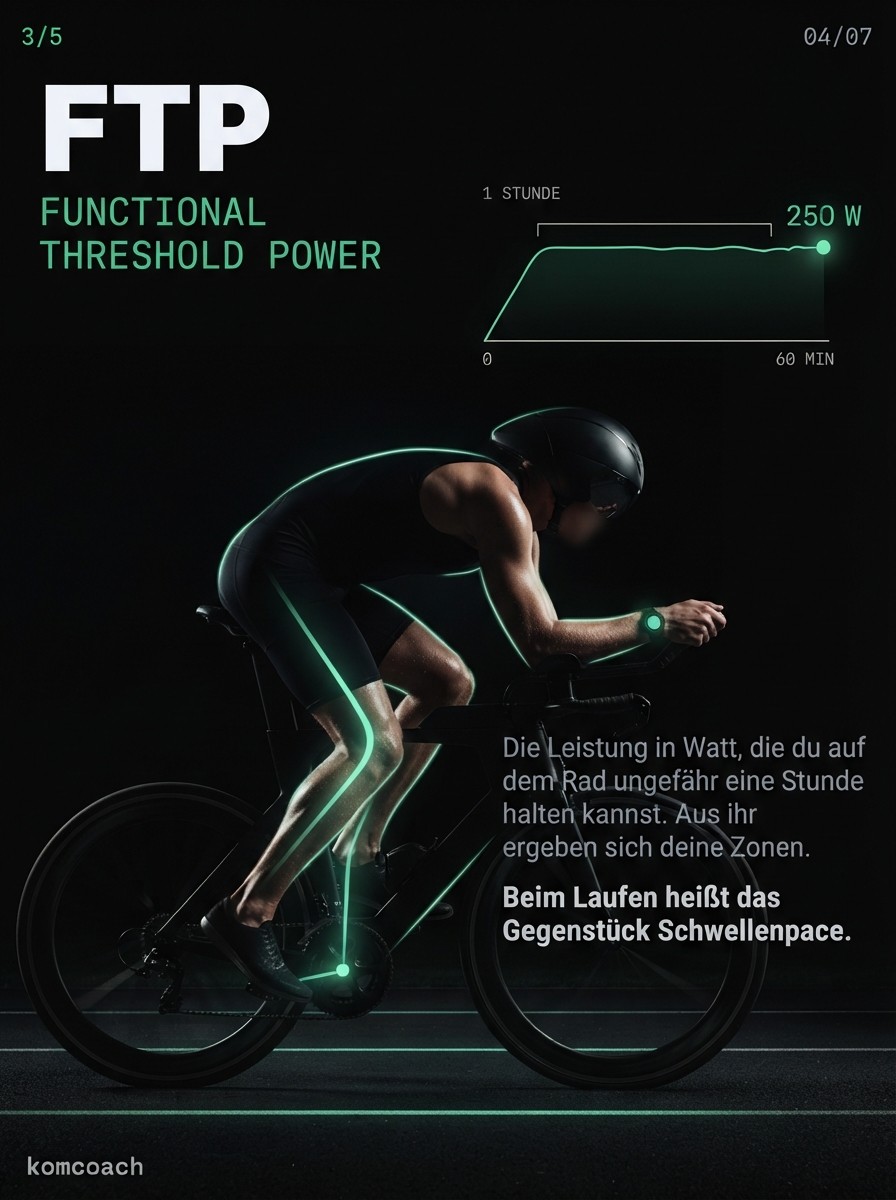 3/5
04/07
FTP
FUNCTIONAL
THRESHOLD POWER
1 STUNDE
250 W
0
60 MIN
Die Leistung in Watt, die du auf
dem Rad ungefähr eine Stunde
halten kannst. Aus ihr
ergeben sich deine Zonen.
Beim Laufen heißt das
Gegenstück Schwellenpace.
komcoach